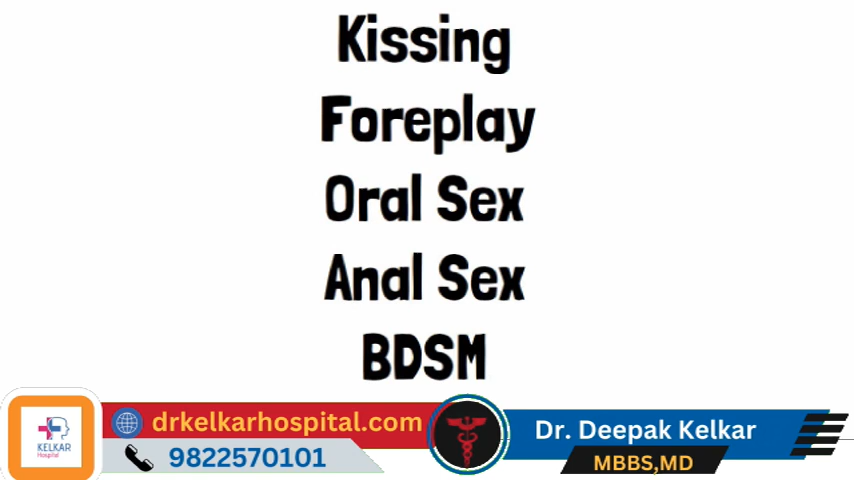 Kissing
Foreplay
Oral Sex
Anal Sex
BDSM
KELKAR
Hospital
drkelkarhospital.com
9822570101
Dr. Deepak Kelkar
MBBS,MD